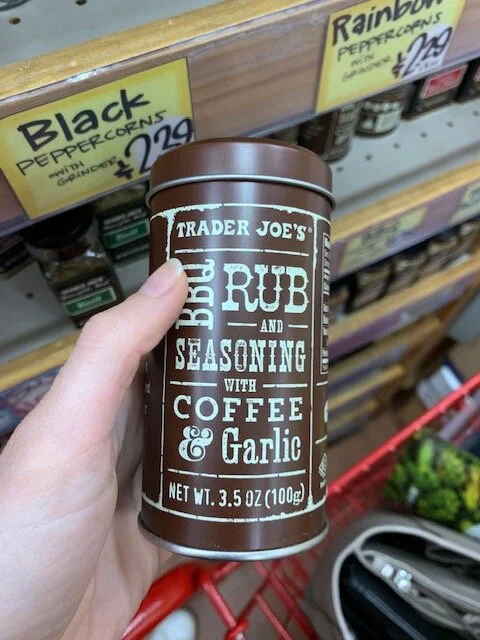 Rainbow
PEPPERCORNS
WITH
GRINDER
$2.29
Black
PEPPERCORNS
WITH
GRINDER
$2.29
TRADER JOE'S®
BBQ RUB
AND
SEASONING
WITH
COFFEE
& Garlic
NET WT. 3.5 OZ (100g)